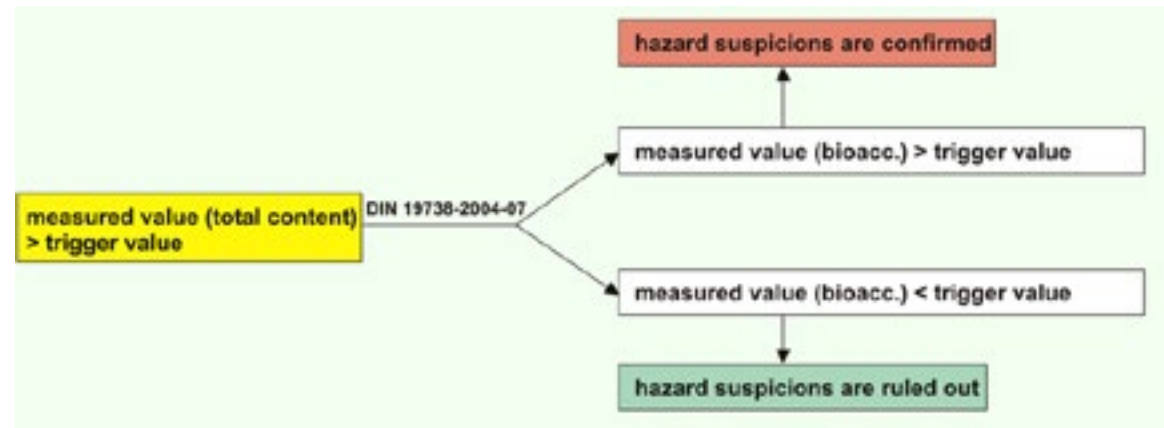 hazard suspicions are confirmed
measured value (bioacc.) > trigger value
DIN 19738-2004-07
measured value (total content)
> trigger value
measured value (bioacc.) < trigger value
hazard suspicions are ruled out